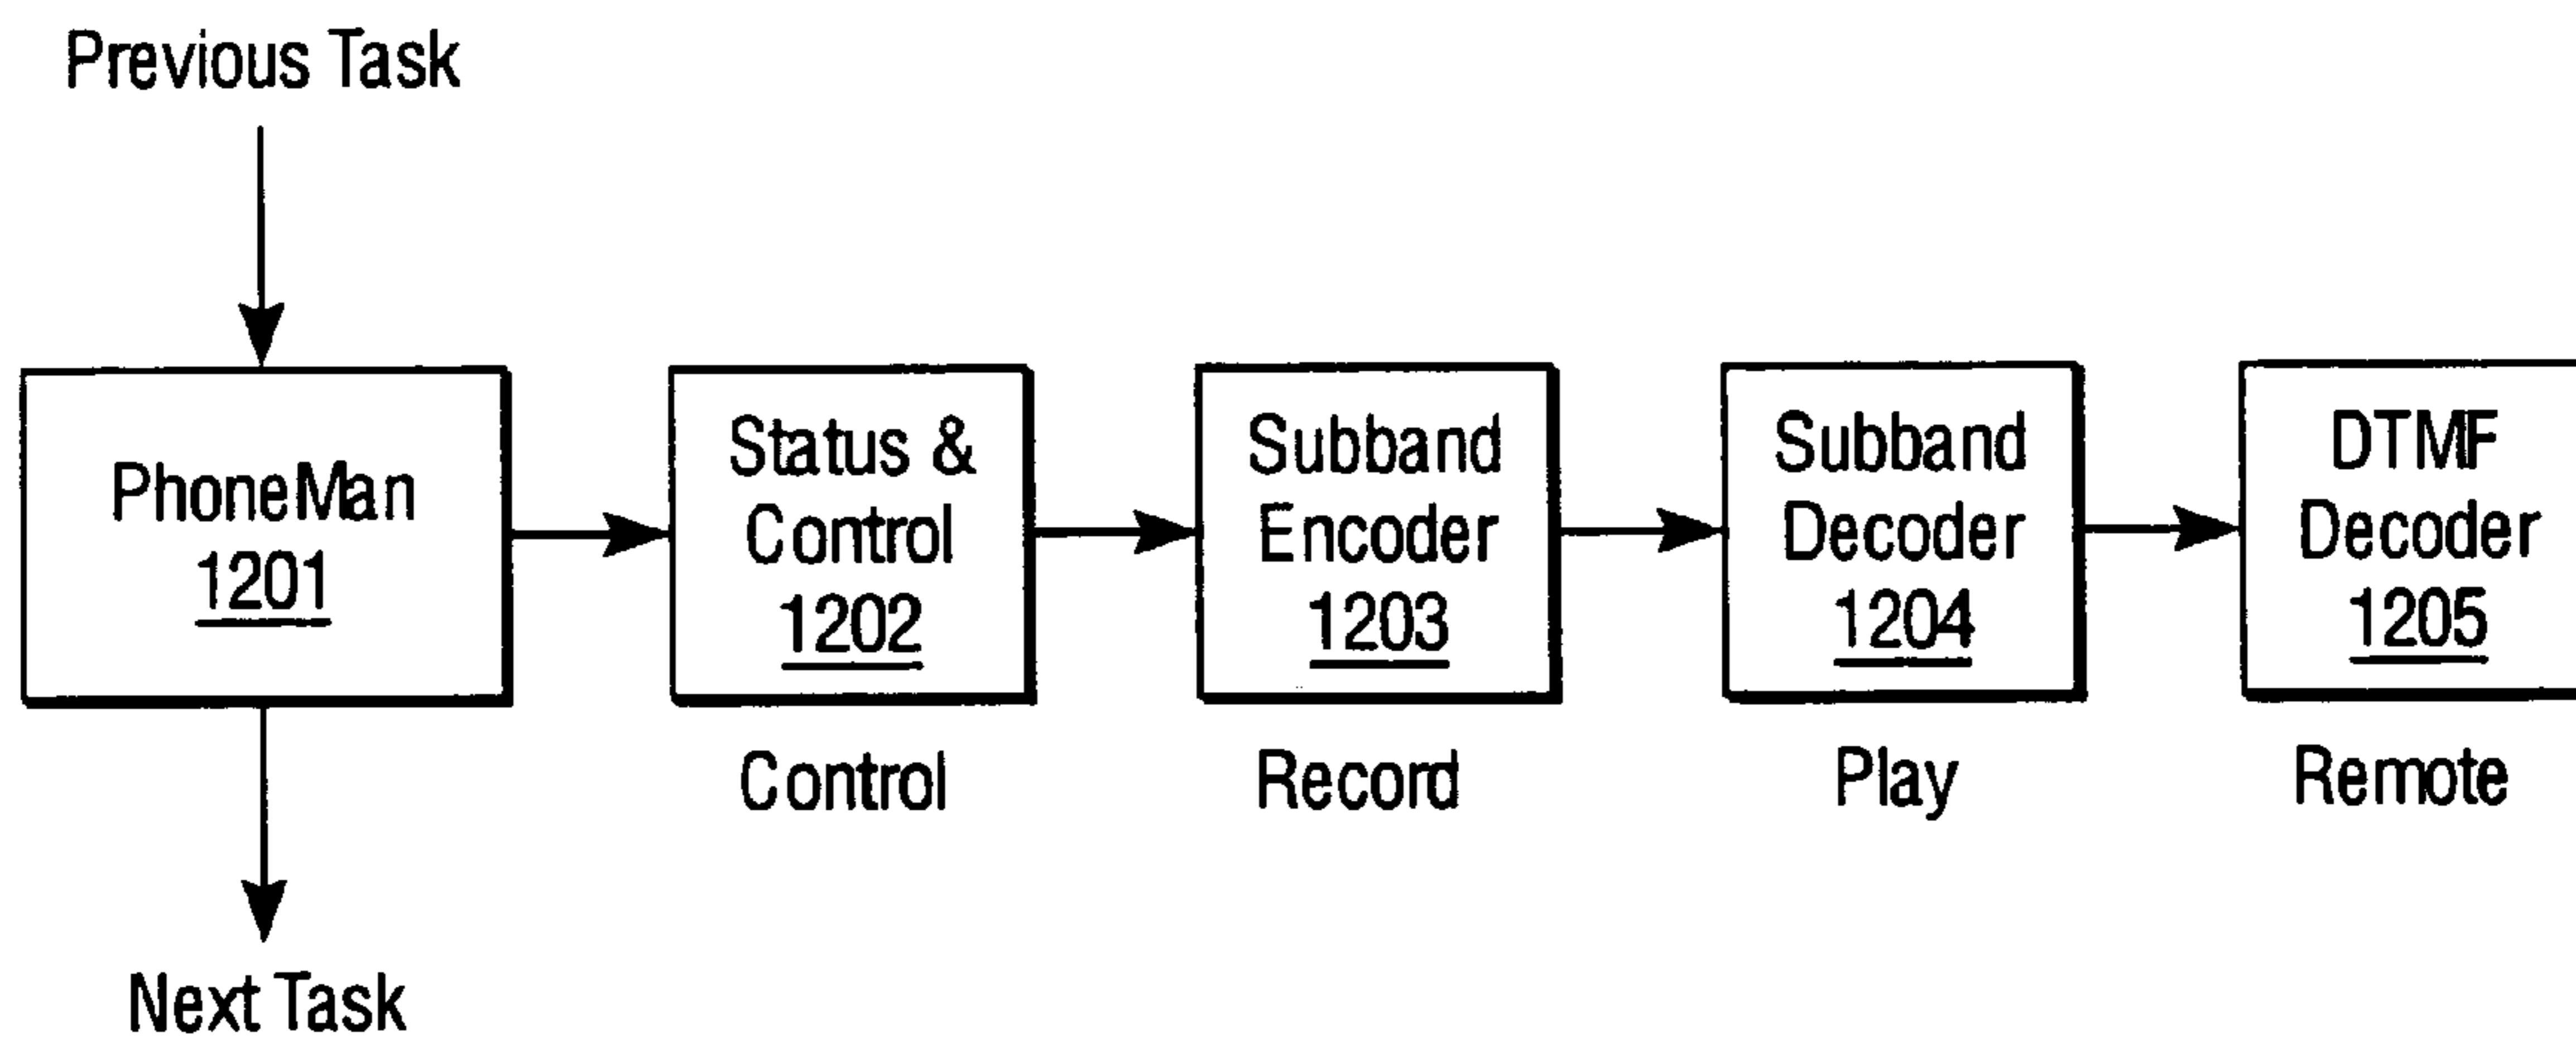 Previous Task
PhoneMan
1201
Status &
Control
1202
Subband
Encoder
1203
Subband
Decoder
1204
DTMF
Decoder
1205
Control
Record
Play
Remote
Next Task